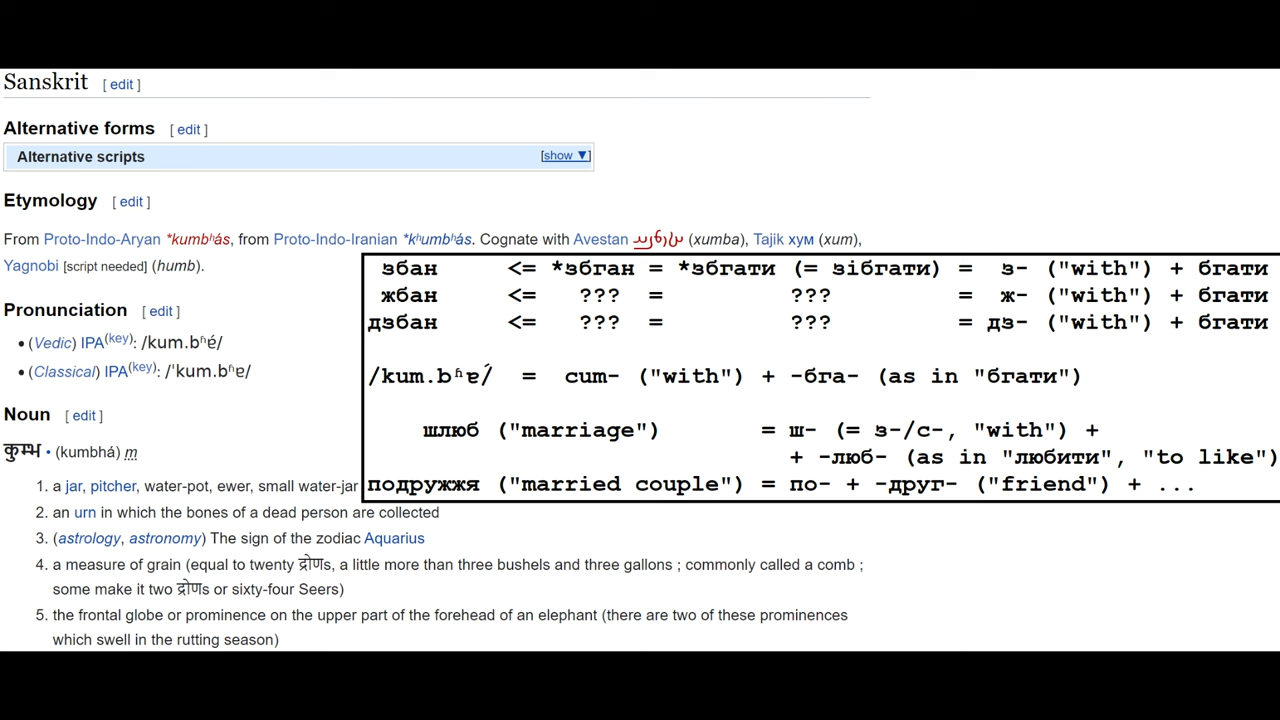 Sanskrit [ edit ]
Alternative forms [ edit ]
Alternative scripts [show ▼]
Etymology [ edit ]
From Proto-Indo-Aryan *kumbʰás, from Proto-Indo-Iranian *kʰumbʰás. Cognate with Avestan (xumba), Tajik хум (xum),
Yagnobi [script needed] (humb).
Pronunciation [ edit ]
• (Vedic) IPA(key): /kum.bʱɐ́/
• (Classical) IPA(key): /ˈkum.bʱɐ/
Noun [ edit ]
कुम्भ • (kumbhá) m
1. a jar, pitcher, water-pot, ewer, small water-jar
2. an urn in which the bones of a dead person are collected
3. (astrology, astronomy) The sign of the zodiac Aquarius
4. a measure of grain (equal to twenty द्रोणs, a little more than three bushels and three gallons ; commonly called a comb ;
some make it two द्रोणs or sixty-four Seers)
5. the frontal globe or prominence on the upper part of the forehead of an elephant (there are two of these prominences
which swell in the rutting season)
збан <= *збган = *збгати (= зібгати) = з- ("with") + бгати
жбан <= ??? = ??? = ж- ("with") + бгати
дзбан <= ??? = ??? = дз- ("with") + бгати
/kum.bʱɐ́/ = cum- ("with") + -бга- (as in "бгати")
шлюб ("marriage") = ш- (= з-/с-, "with") +
+ -люб- (as in "любити", "to like")
подружжя ("married couple") = по- + -друг- ("friend") + ...